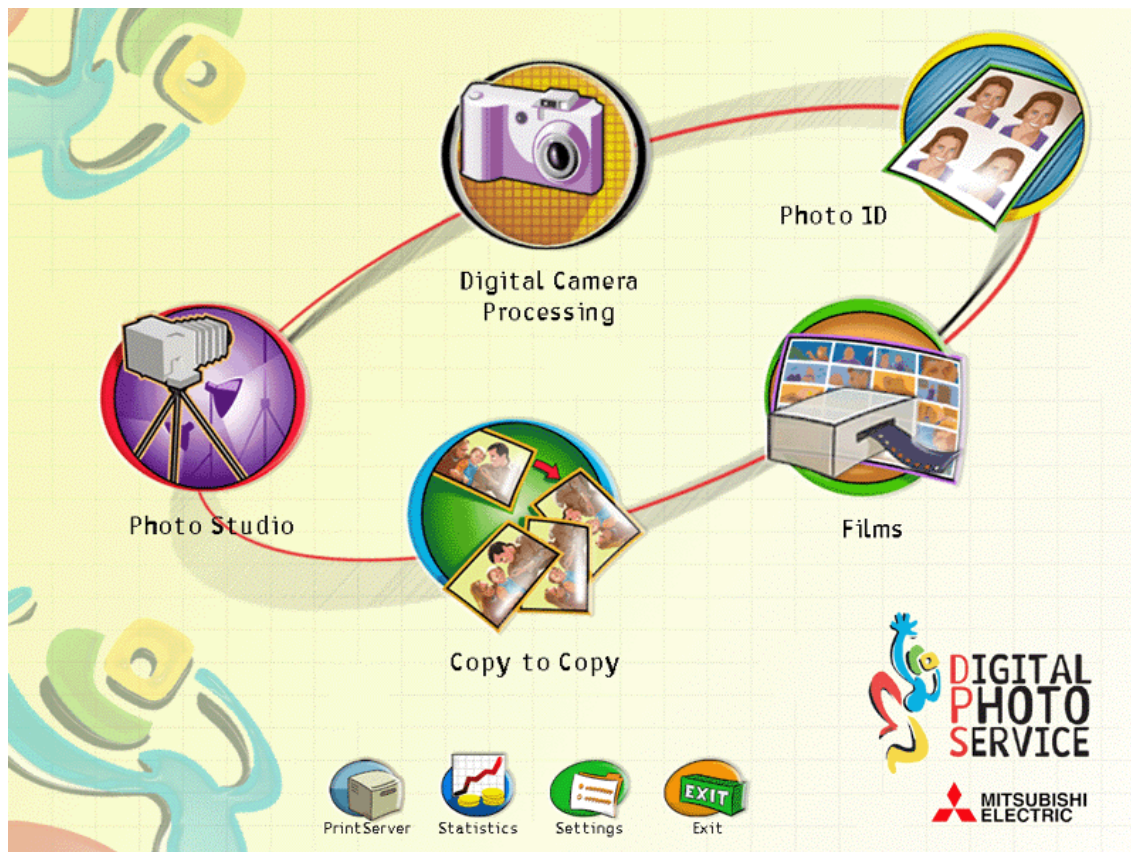 Photo ID
Digital Camera
Processing
Photo Studio
Films
Copy to Copy
DIGITAL
PHOTO
SERVICE
MITSUBISHI
ELECTRIC
EXIT
PrintServer
Statistics
Settings
Exit